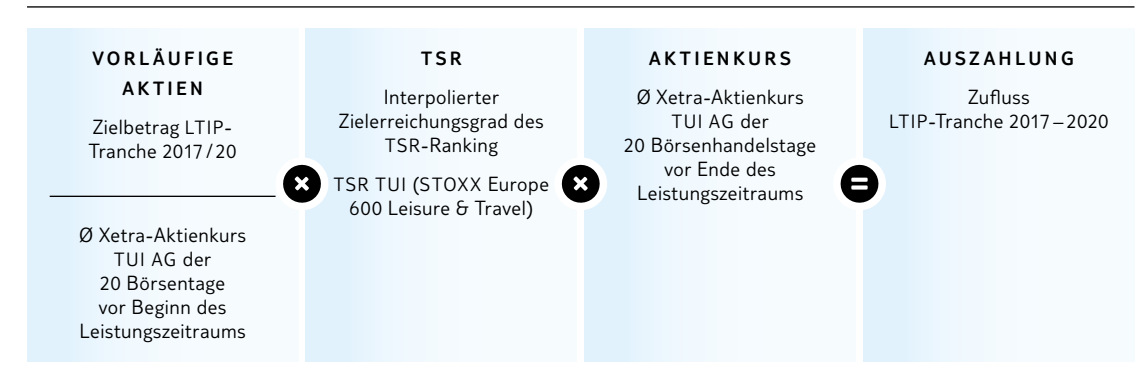 VORLÄUFIGE
AKTIEN
Zielbetrag LTIP-
Tranche 2017/20
Ø Xetra-Aktienkurs
TUI AG der
20 Börsentage
vor Beginn des
Leistungszeitraums
×
TSR
Interpolierter
Zielerreichungsgrad des
TSR-Ranking
TSR TUI (STOXX Europe
600 Leisure & Travel)
×
AKTIENKURS
Ø Xetra-Aktienkurs
TUI AG der
20 Börsenhandelstage
vor Ende des
Leistungszeitraums
=
AUSZAHLUNG
Zufluss
LTIP-Tranche 2017–2020